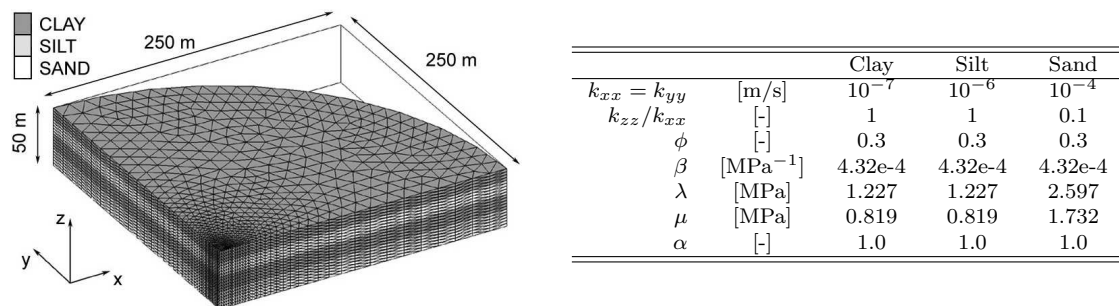 CLAY
SILT
SAND
250 m
250 m
50 m
z
y
x
Clay Silt Sand
k_xx = k_yy [m/s] 10^−7 10^−6 10^−4
k_zz/k_xx [-] 1 1 0.1
ϕ [-] 0.3 0.3 0.3
β [MPa^−1] 4.32e-4 4.32e-4 4.32e-4
λ [MPa] 1.227 1.227 2.597
μ [MPa] 0.819 0.819 1.732
α [-] 1.0 1.0 1.0